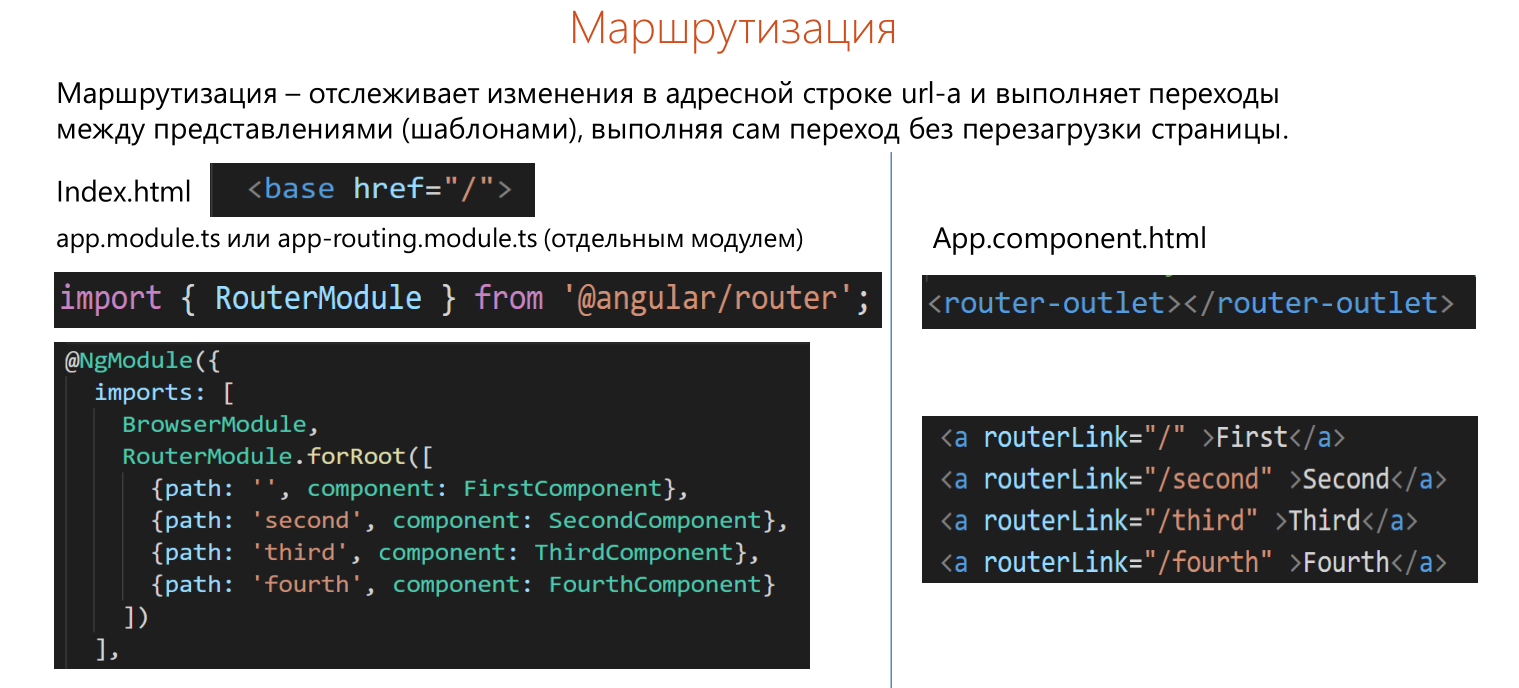 Маршрутизация
Маршрутизация – отслеживает изменения в адресной строке url-а и выполняет переходы
между представлениями (шаблонами), выполняя сам переход без перезагрузки страницы.
Index.html
<base href="/">
app.module.ts или app-routing.module.ts (отдельным модулем)
import { RouterModule } from '@angular/router';
@NgModule({
imports: [
BrowserModule,
RouterModule.forRoot([
{path: '', component: FirstComponent},
{path: 'second', component: SecondComponent},
{path: 'third', component: ThirdComponent},
{path: 'fourth', component: FourthComponent}
])
],
App.component.html
<router-outlet></router-outlet>
<a routerLink="/" >First</a>
<a routerLink="/second" >Second</a>
<a routerLink="/third" >Third</a>
<a routerLink="/fourth" >Fourth</a>